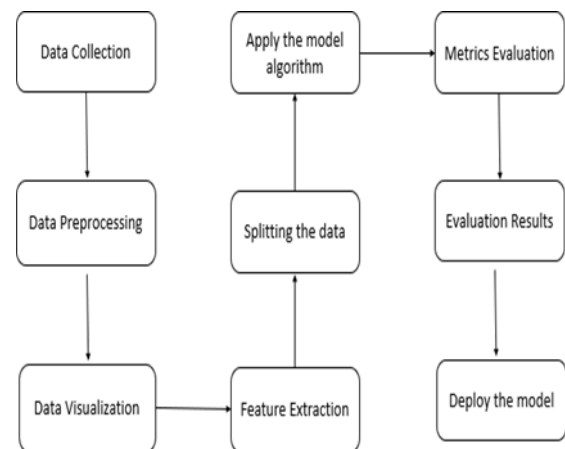 Data Collection
Data Preprocessing
Data Visualization
Feature Extraction
Splitting the data
Apply the model
algorithm
Metrics Evaluation
Evaluation Results
Deploy the model